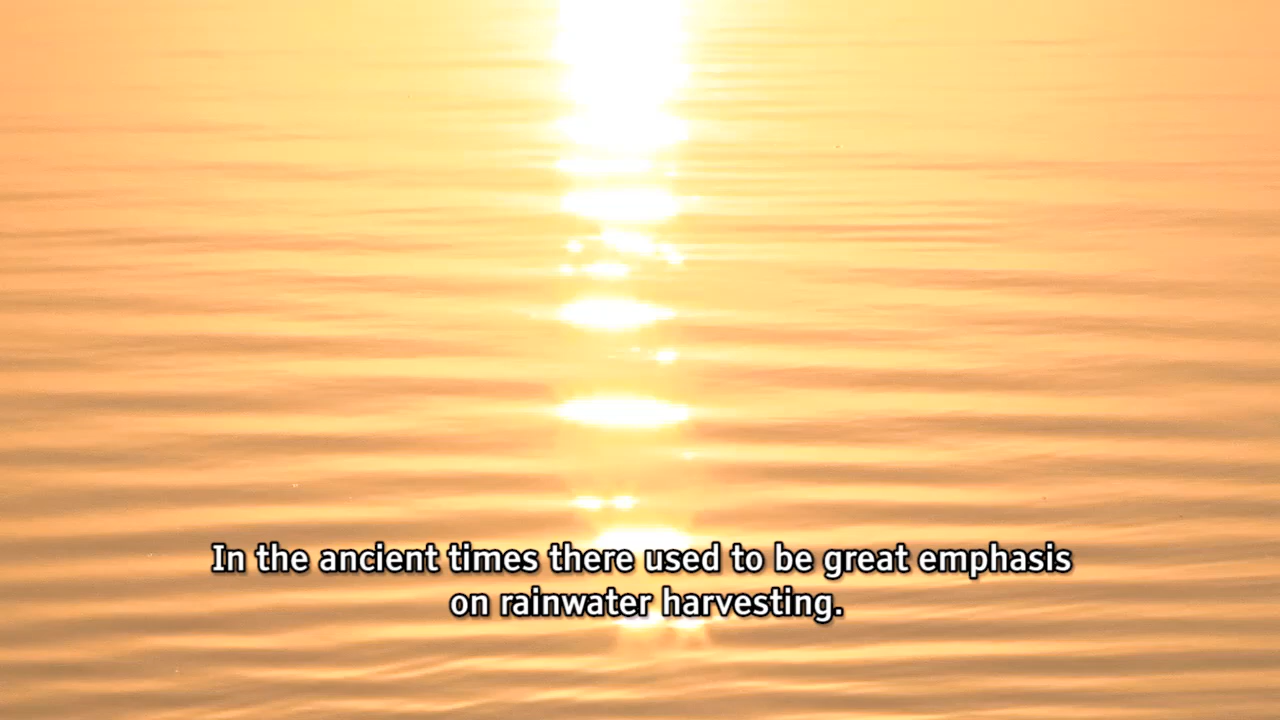 In the ancient times there used to be great emphasis
on rainwater harvesting.